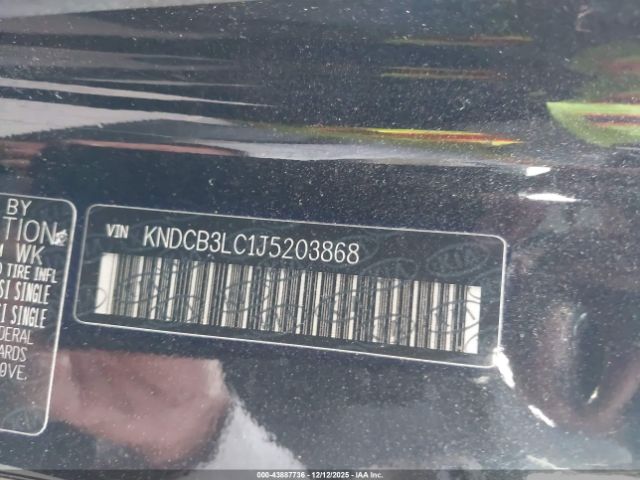 BY
TION
WK
TIRE INFL
SI SINGLE
SI SINGLE
DERAL
ARDS
OVE.
VIN KNDCB3LC1J5203868
000-43887736 - 12/12/2025 - IAA Inc.